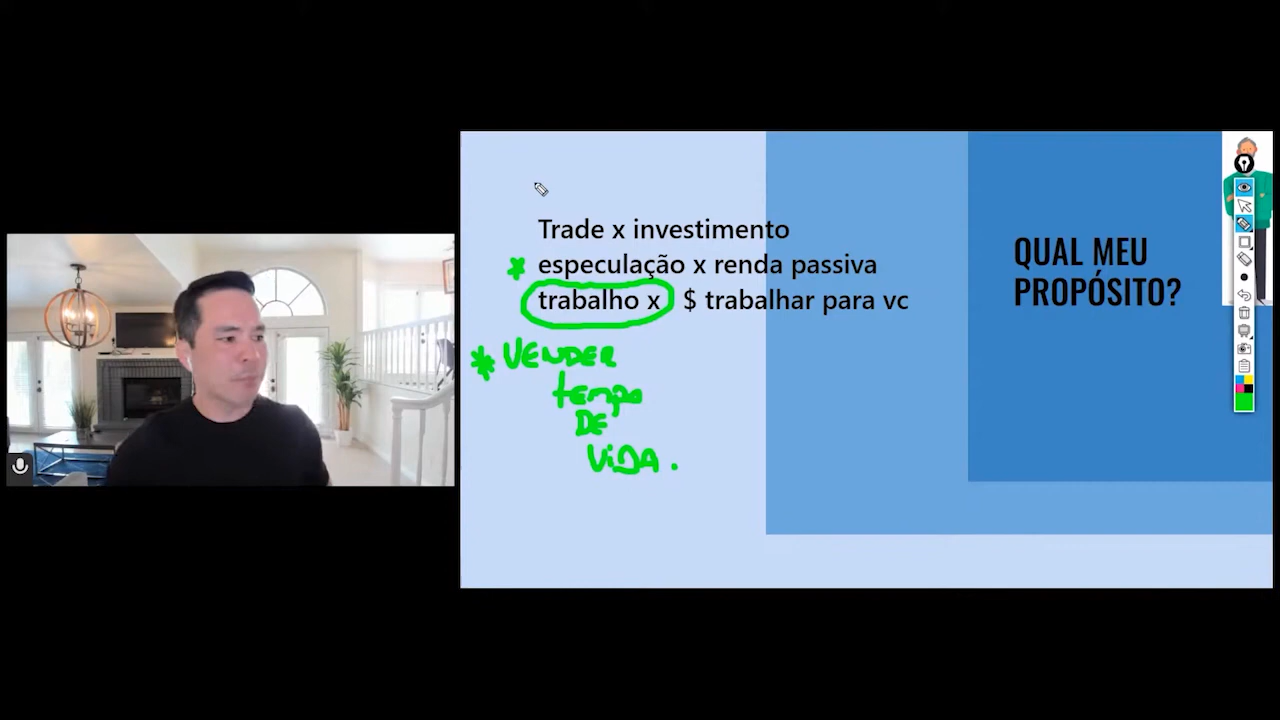 Trade x investimento
* especulação x renda passiva
trabalho x $ trabalhar para vc
* VENDER
tempo
DE
ViDA.
QUAL MEU
PROPÓSITO?